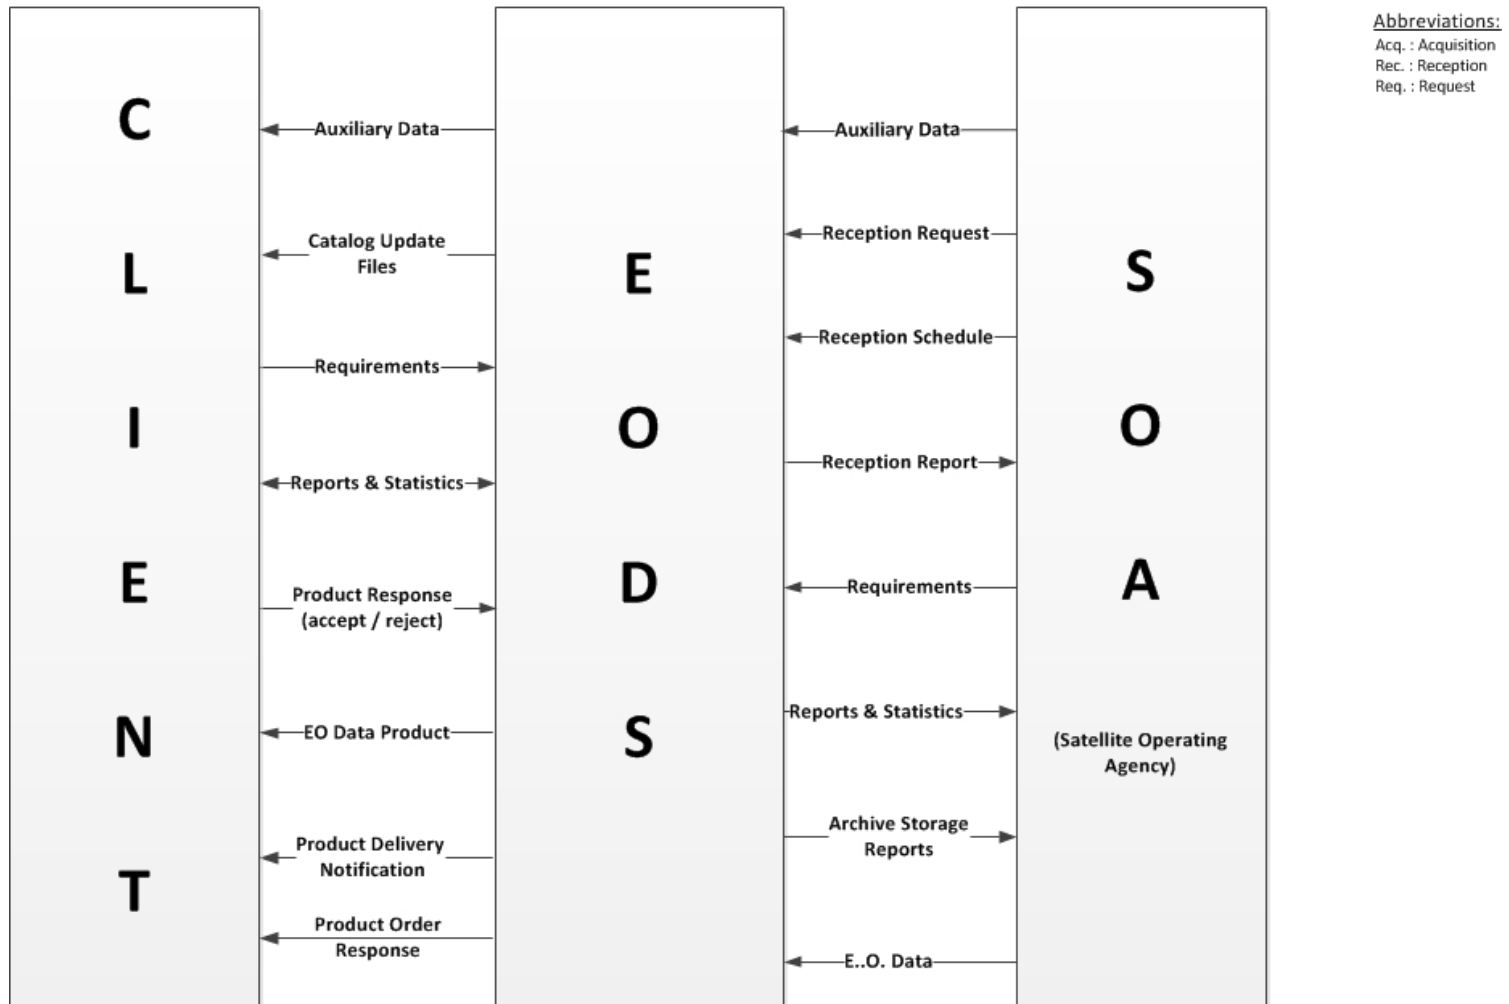 Abbreviations:
Acq. : Acquisition
Rec. : Reception
Req. : Request
C
L
I
E
N
T
Auxiliary Data
Catalog Update
Files
Requirements
Reports & Statistics
Product Response
(accept / reject)
EO Data Product
Product Delivery
Notification
Product Order
Response
E
O
D
S
Auxiliary Data
Reception Request
Reception Schedule
Reception Report
Requirements
Reports & Statistics
Archive Storage
Reports
E..O. Data
S
O
A
(Satellite Operating
Agency)